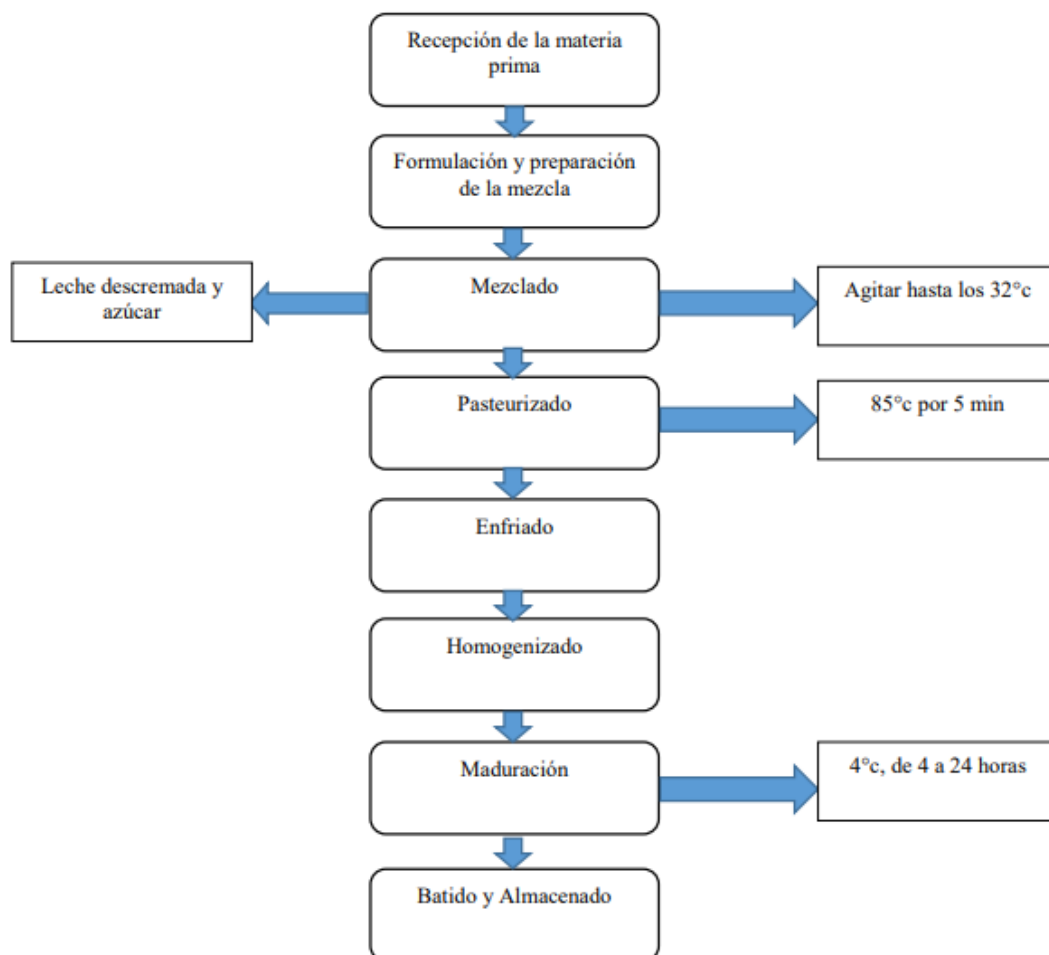 Recepción de la materia
prima
Formulación y preparación
de la mezcla
Leche descremada y
azúcar
Mezclado
Agitar hasta los 32°c
Pasteurizado
85°c por 5 min
Enfriado
Homogenizado
Maduración
4°c, de 4 a 24 horas
Batido y Almacenado